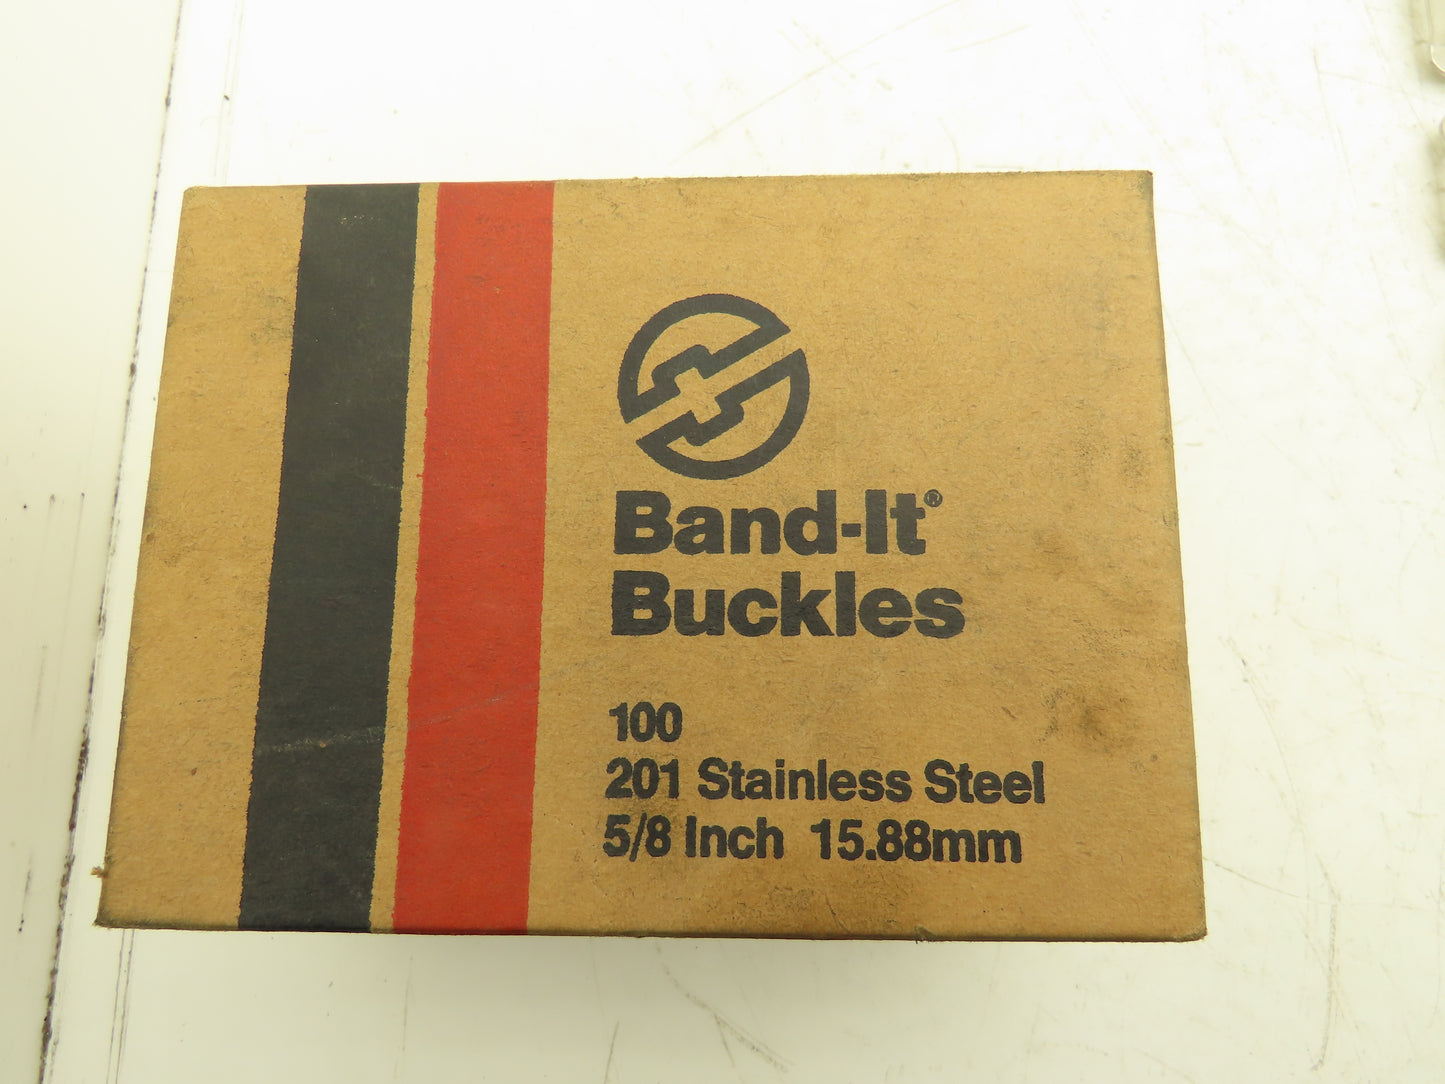 Band-It®
Buckles
100
201 Stainless Steel
5/8 Inch 15.88mm